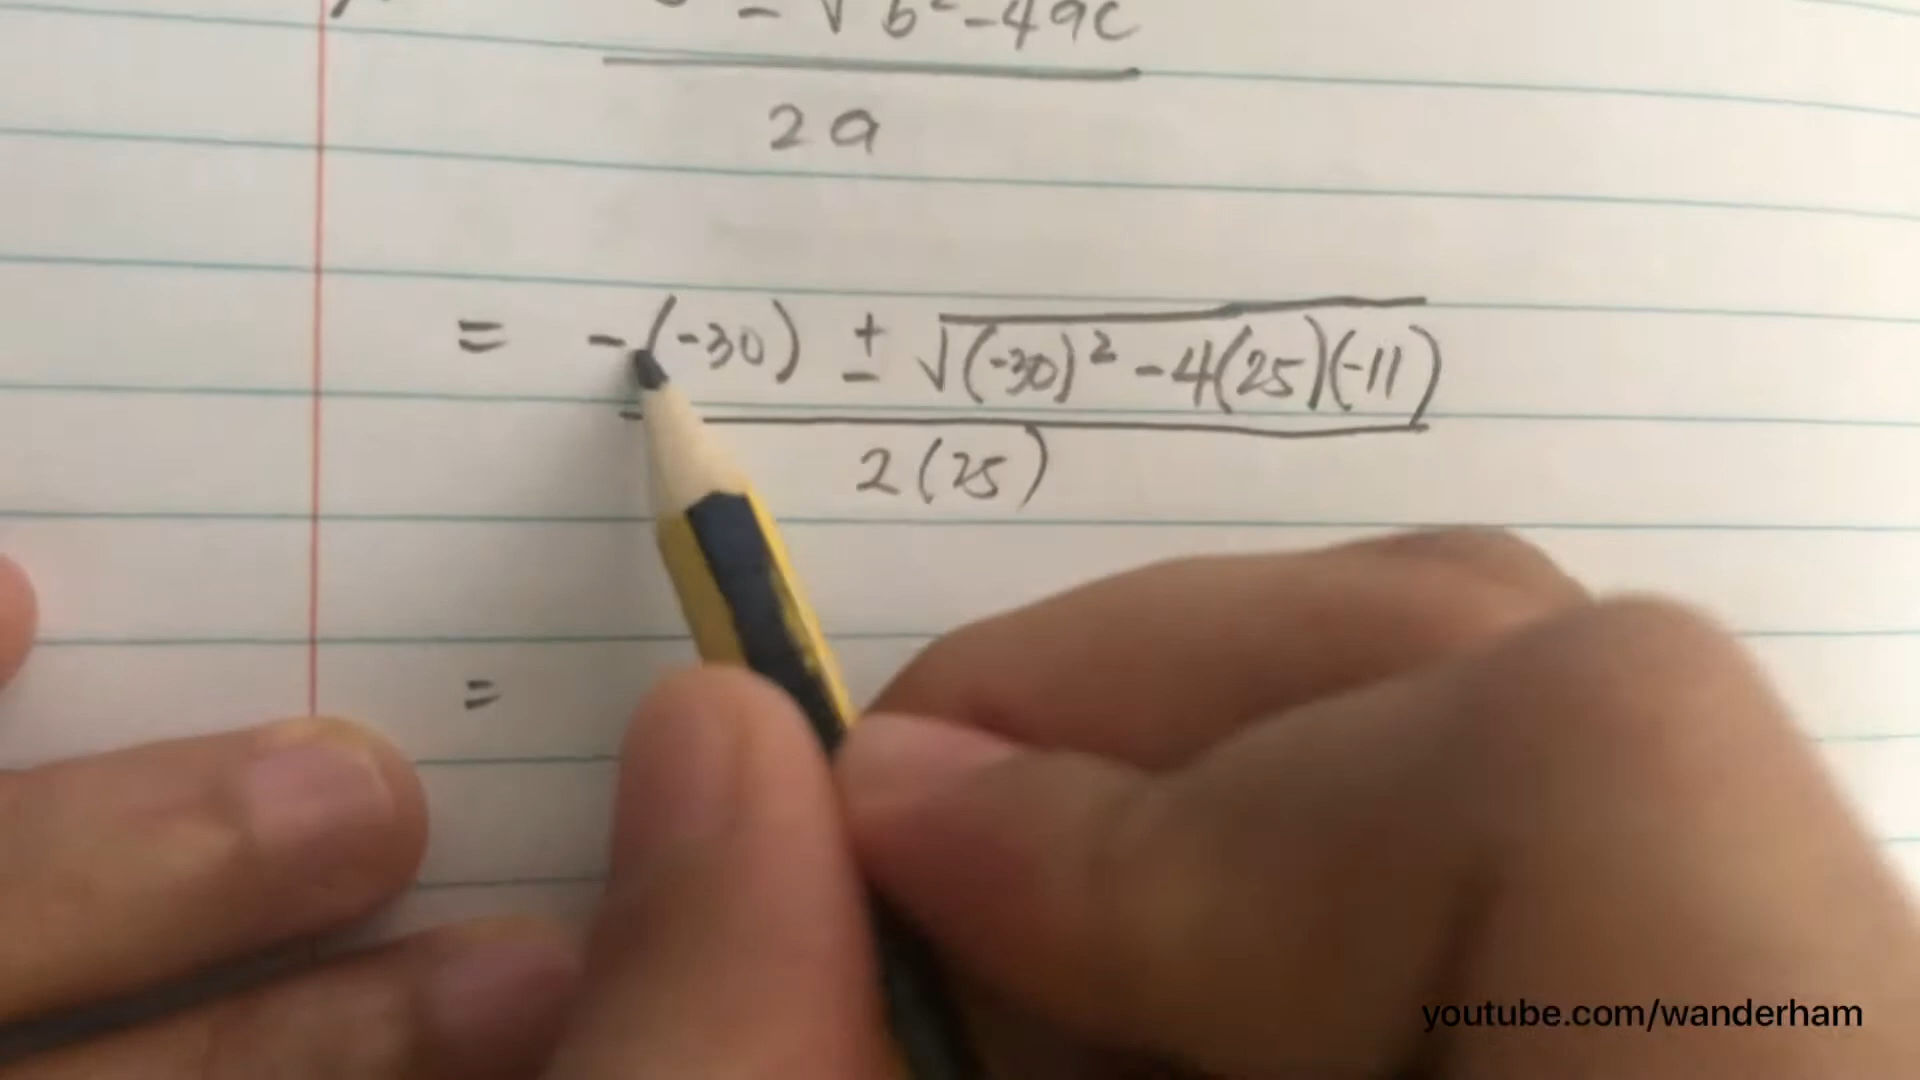 - √b²-4ac
2a
= -(-30) ± √(-30)² -4(25)(-11)
2(25)
=
youtube.com/wanderham